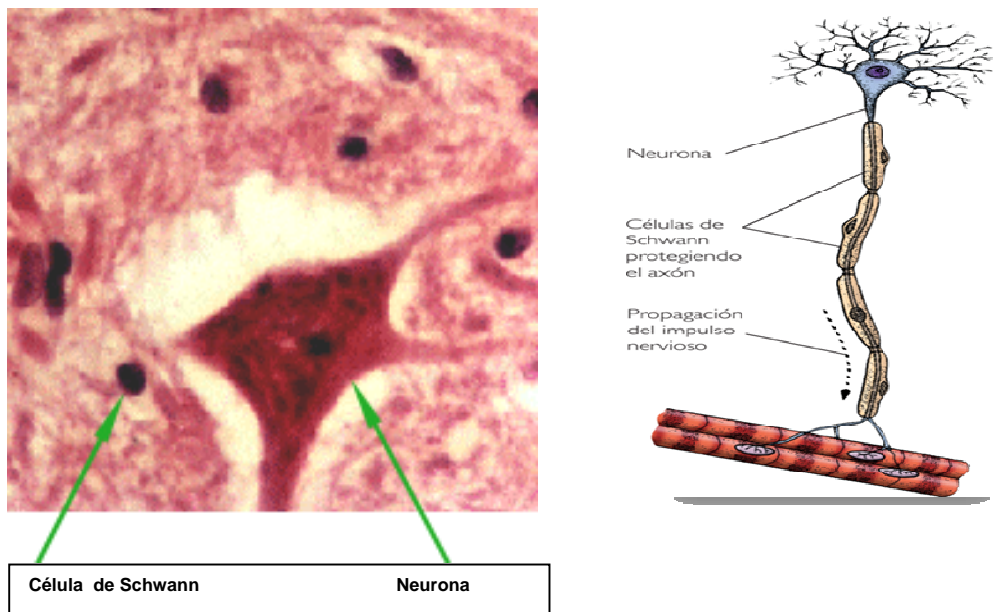 Neurona
Células de
Schwann
protegiendo
el axón
Propagación
del impulso
nervioso
Célula de Schwann Neurona